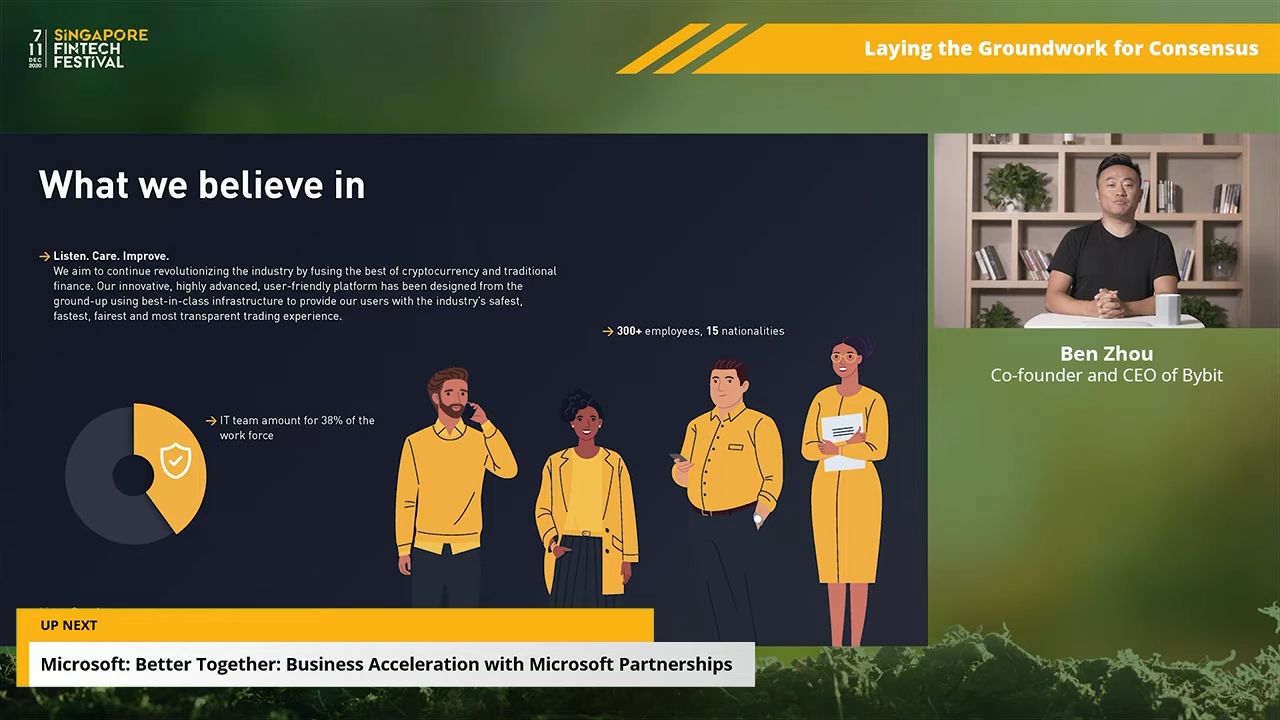 7
11
DEC
2020
SINGAPORE
FINTECH
FESTIVAL
Laying the Groundwork for Consensus
What we believe in
Listen. Care. Improve.
We aim to continue revolutionizing the industry by fusing the best of cryptocurrency and traditional
finance. Our innovative, highly advanced, user-friendly platform has been designed from the
ground-up using best-in-class infrastructure to provide our users with the industry's safest,
fastest, fairest and most transparent trading experience.
300+ employees, 15 nationalities
IT team amount for 38% of the
work force
Ben Zhou
Co-founder and CEO of Bybit
UP NEXT
Microsoft: Better Together: Business Acceleration with Microsoft Partnerships